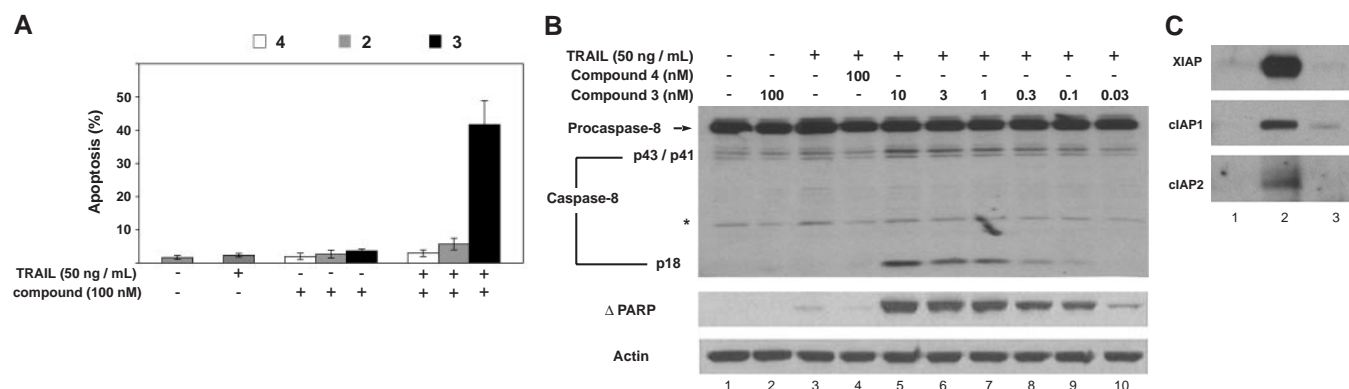 A
4 2 3
Apoptosis (%)
50
40
30
20
10
TRAIL (50 ng / mL) - + - - - + + +
compound (100 nM) - - + + + + + +
B
TRAIL (50 ng / mL) - - + + + + + + + +
Compound 4 (nM) - - - 100 - - - - - -
Compound 3 (nM) - 100 - - 10 3 1 0.3 0.1 0.03
Procaspase-8
p43 / p41
Caspase-8
*
p18
Δ PARP
Actin
1 2 3 4 5 6 7 8 9 10
C
XIAP
cIAP1
cIAP2
1 2 3